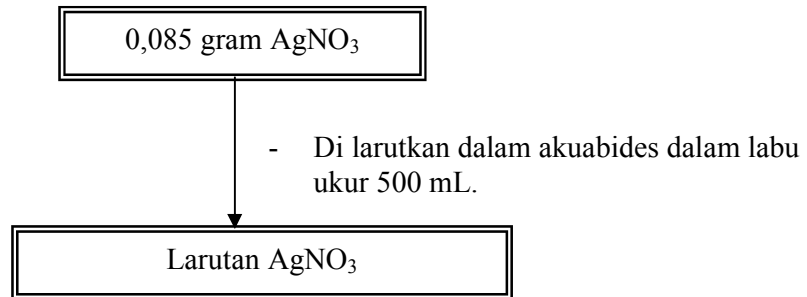 0,085 gram AgNO₃
- Di larutkan dalam akuabides dalam labu
ukur 500 mL.
Larutan AgNO₃